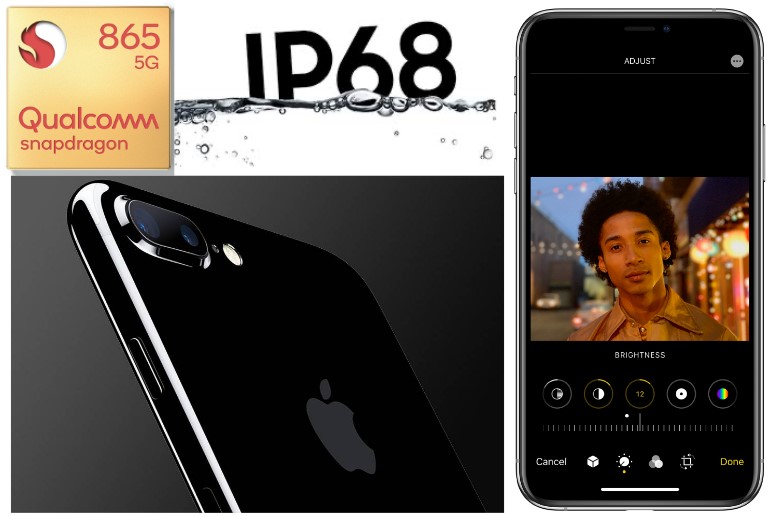 865
5G
Qualcomm
snapdragon
IP68
ADJUST
BRIGHTNESS
12
Cancel
Done